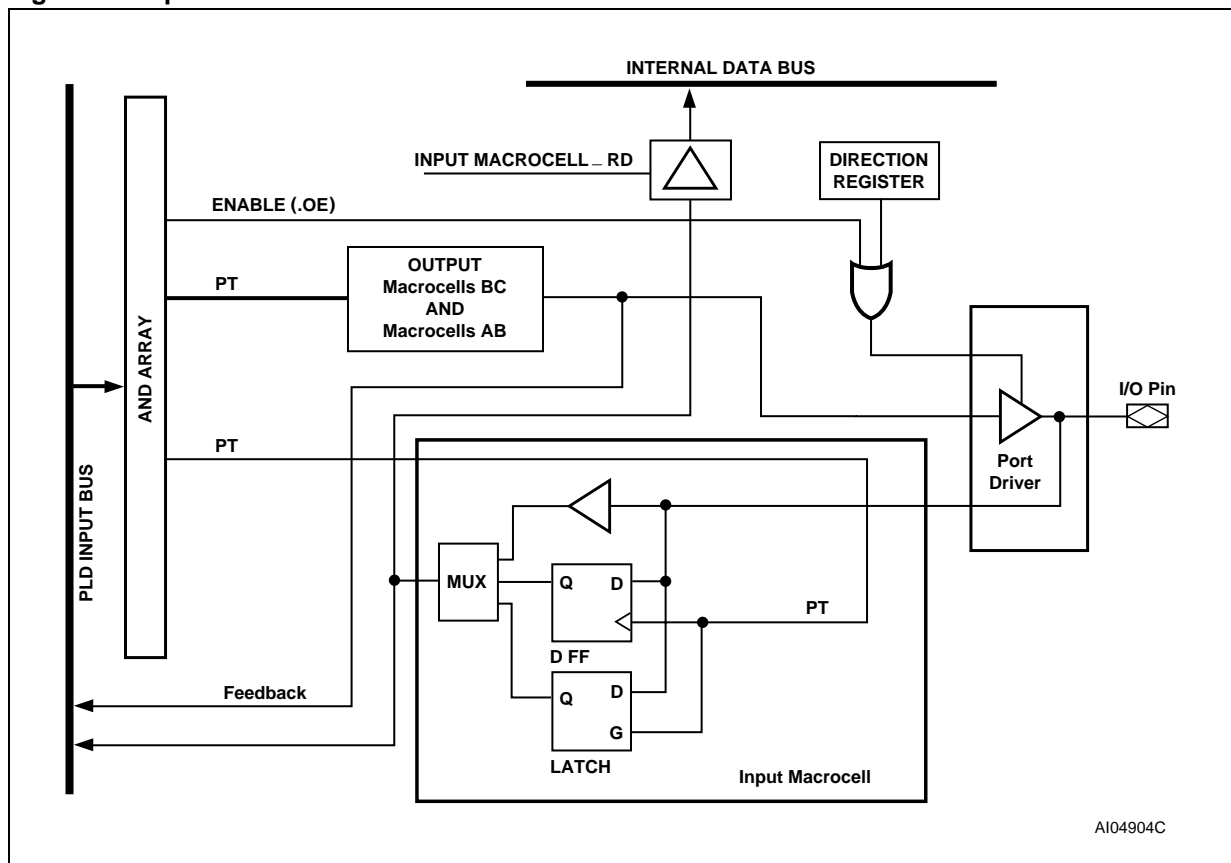 INTERNAL DATA BUS
INPUT MACROCELL_ RD
DIRECTION
REGISTER
ENABLE (.OE)
OUTPUT
Macrocells BC
AND
Macrocells AB
PT
AND ARRAY
PLD INPUT BUS
I/O Pin
Port
Driver
PT
MUX
Q
D
PT
D FF
Q
D
G
LATCH
Feedback
Input Macrocell
AI04904C